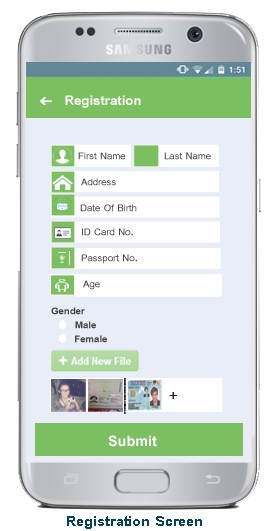 SAMSUNG
1:51
← Registration
First Name Last Name
Address
Date Of Birth
ID Card No.
Passport No.
Age
Gender
Male
Female
+ Add New File
+
Submit
Registration Screen